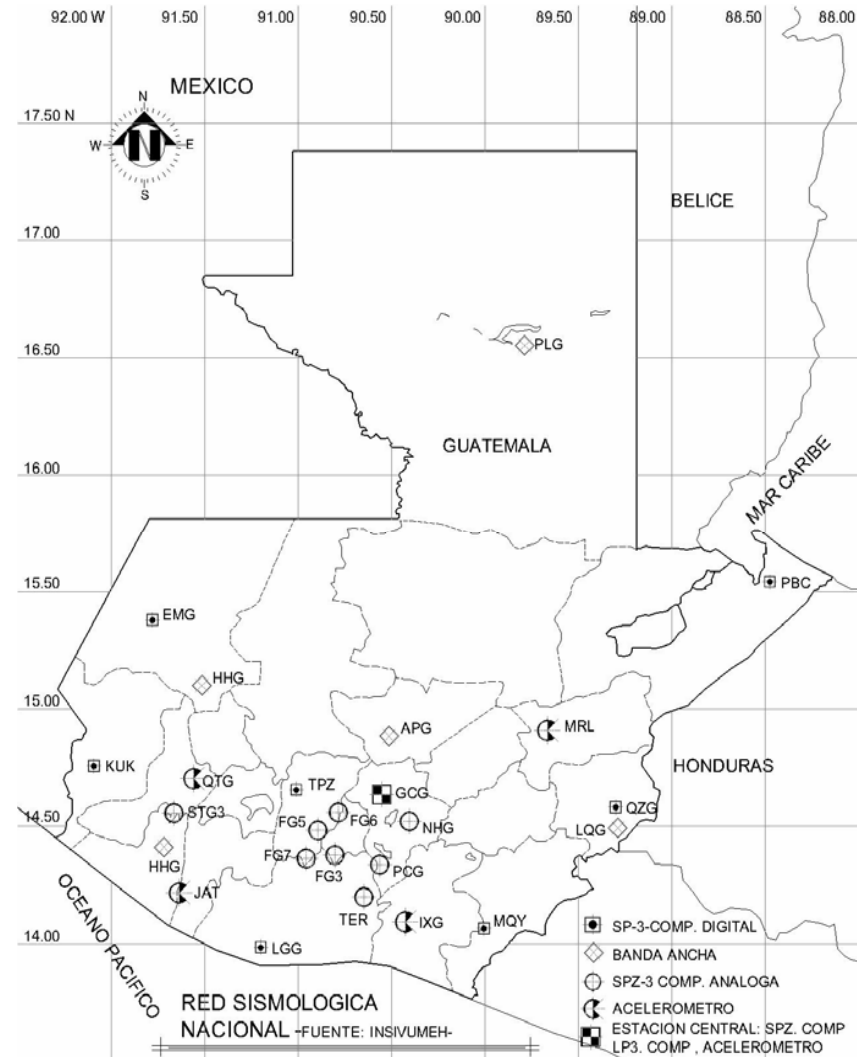 92.00 W 91.50 91.00 90.50 90.00 89.50 89.00 88.50 88.00
MEXICO
N
17.50 N
W N E
S
BELICE
17.00
16.50
PLG
GUATEMALA
16.00
MAR CARIBE
15.50
PBC
EMG
HHG
15.00
APG
MRL
KUK
QTG
TPZ
GCG
HONDURAS
STG3
14.50
FG5
FG6
NHG
QZG
LQG
HHG
FG7
FG3
PCG
JAT
TER
IXG
MQY
OCEANO PACIFICO
14.00
LGG
SP-3-COMP. DIGITAL
BANDA ANCHA
SPZ-3 COMP. ANALOGA
ACELEROMETRO
ESTACION CENTRAL: SPZ. COMP
LP3. COMP , ACELEROMETRO
RED SISMOLOGICA
NACIONAL -FUENTE: INSIVUMEH-